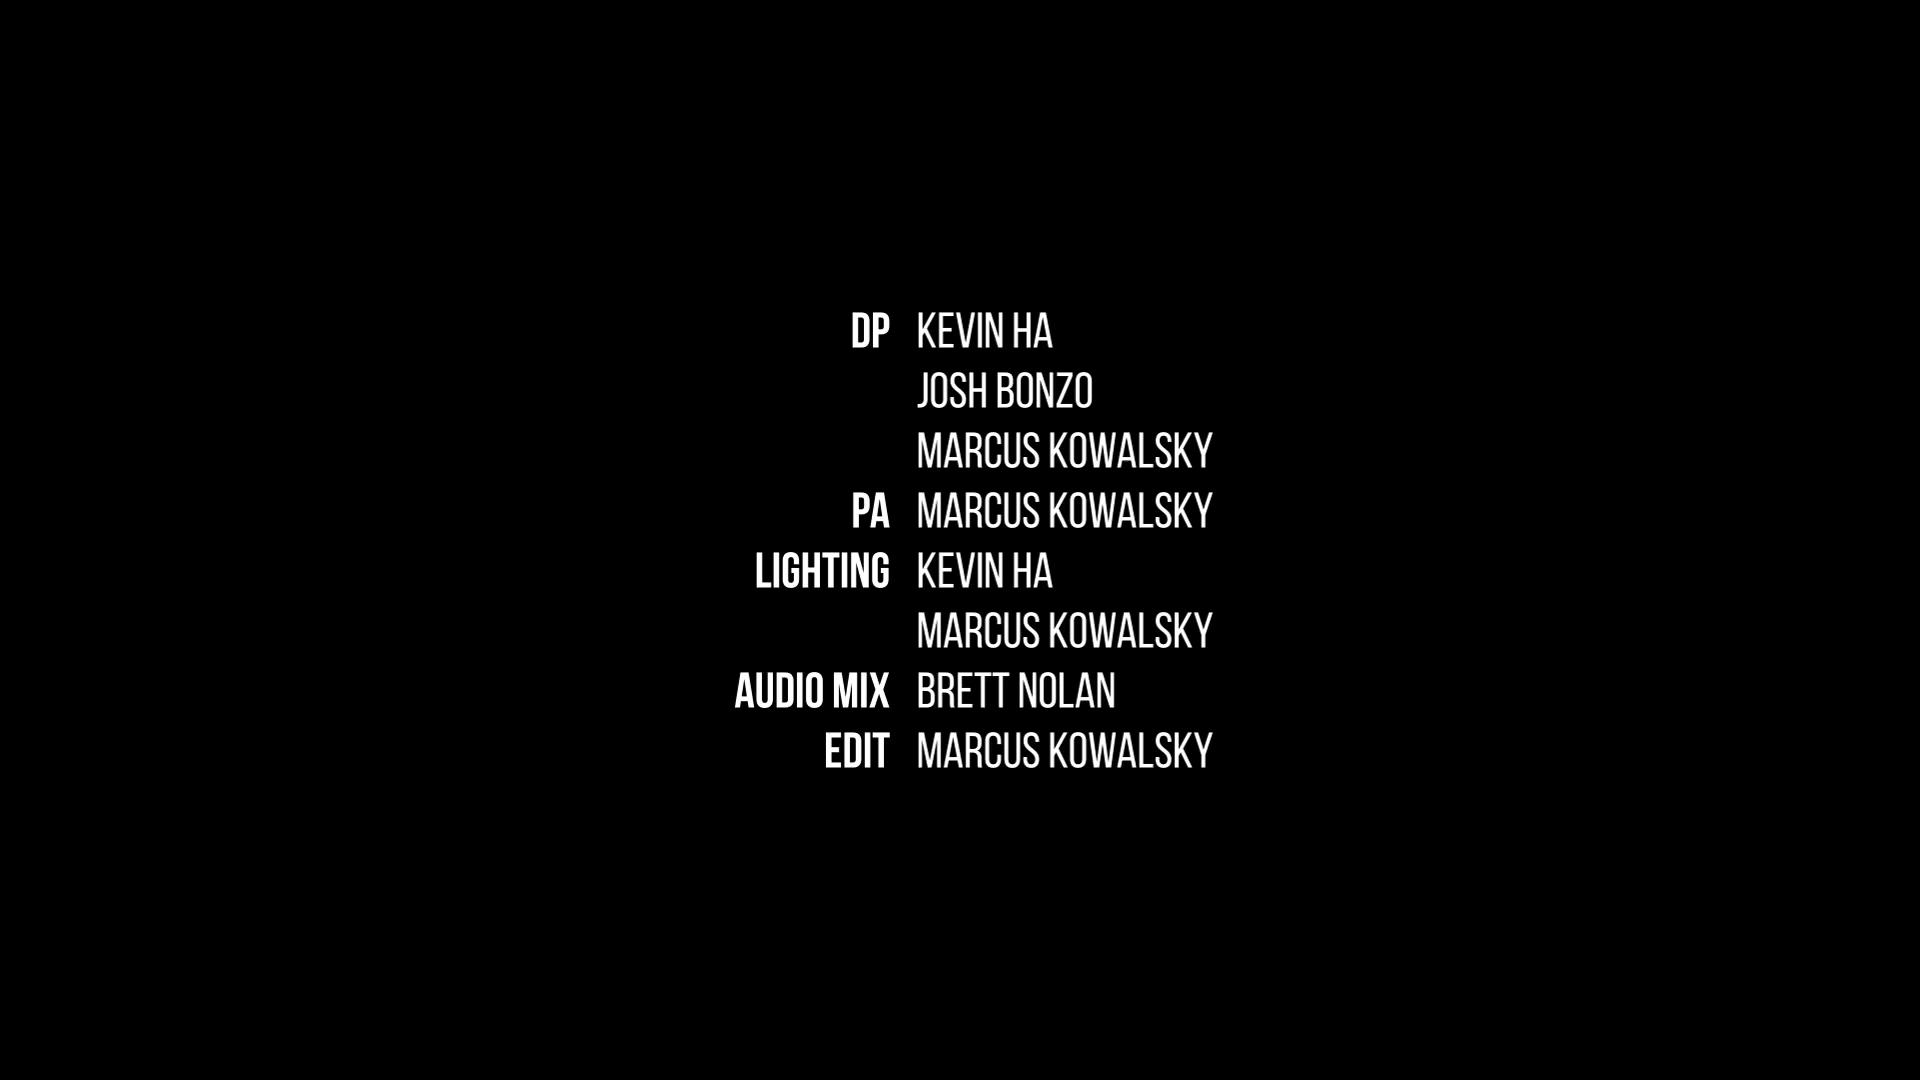 DP KEVIN HA
JOSH BONZO
MARCUS KOWALSKY
PA MARCUS KOWALSKY
LIGHTING KEVIN HA
MARCUS KOWALSKY
AUDIO MIX BRETT NOLAN
EDIT MARCUS KOWALSKY